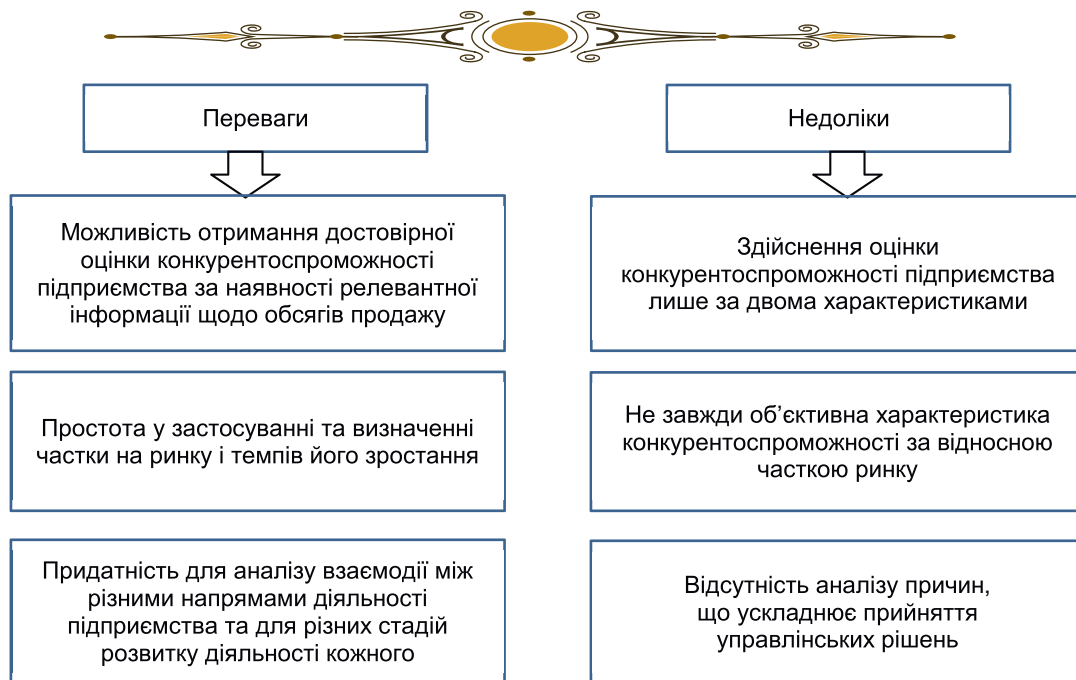 Переваги
Можливість отримання достовірної
оцінки конкурентоспроможності
підприємства за наявності релевантної
інформації щодо обсягів продажу
Простота у застосуванні та визначенні
частки на ринку і темпів його зростання
Придатність для аналізу взаємодії між
різними напрямами діяльності
підприємства та для різних стадій
розвитку діяльності кожного
Недоліки
Здійснення оцінки
конкурентоспроможності підприємства
лише за двома характеристиками
Не завжди об’єктивна характеристика
конкурентоспроможності за відносною
часткою ринку
Відсутність аналізу причин,
що ускладнює прийняття
управлінських рішень